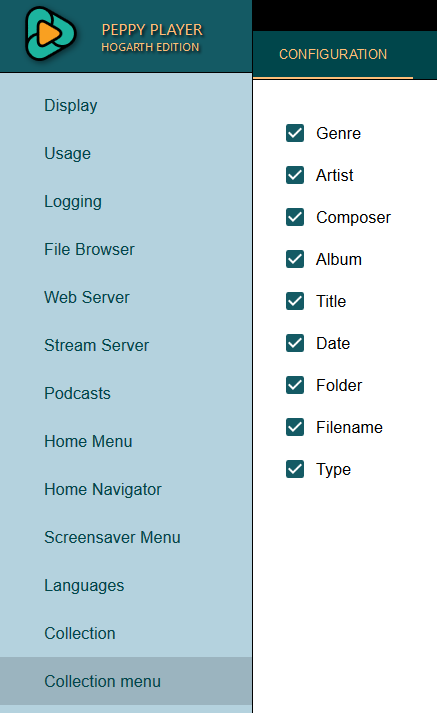 PEPPY PLAYER
HOGARTH EDITION
Display
Usage
Logging
File Browser
Web Server
Stream Server
Podcasts
Home Menu
Home Navigator
Screensaver Menu
Languages
Collection
Collection menu
CONFIGURATION
Genre
Artist
Composer
Album
Title
Date
Folder
Filename
Type